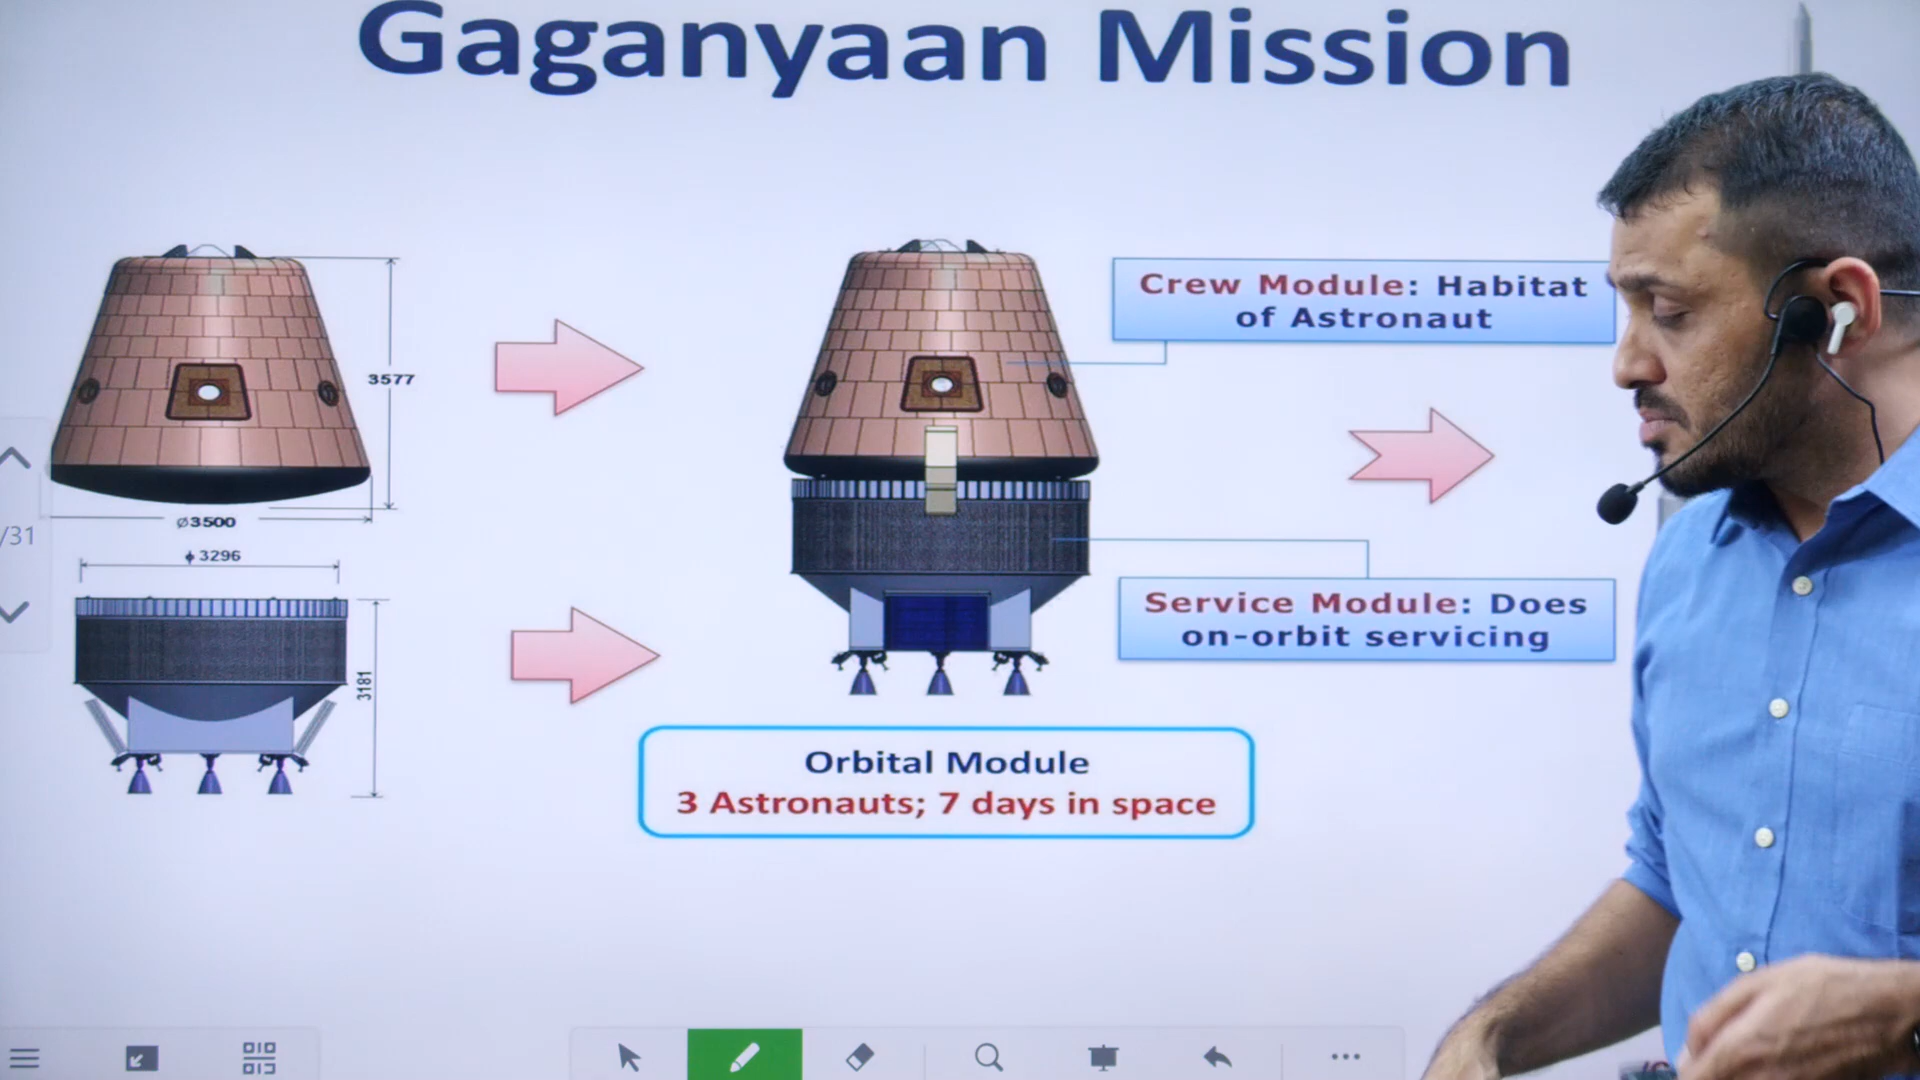 Gaganyaan Mission
Crew Module: Habitat
of Astronaut
3577
Ø3500
ϕ 3296
/31
Service Module: Does
on-orbit servicing
3181
Orbital Module
3 Astronauts; 7 days in space